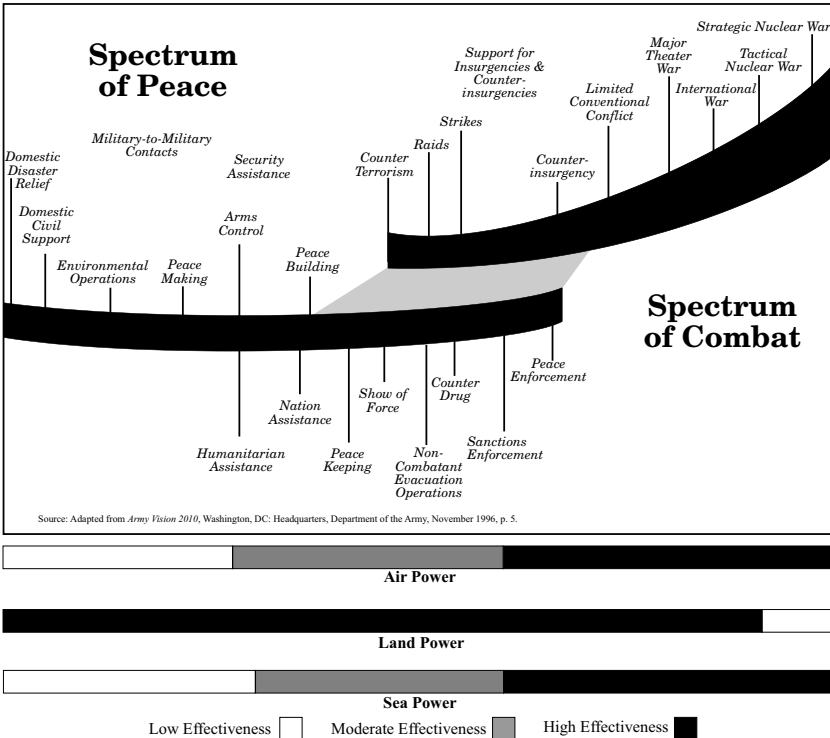 Spectrum
of Peace
Strategic Nuclear War
Major
Theater
War
Tactical
Nuclear War
Support for
Insurgencies &
Counter-
insurgencies
Limited
Conventional
Conflict
International
War
Strikes
Raids
Military-to-Military
Contacts
Security
Assistance
Counter
Terrorism
Counter-
insurgency
Domestic
Disaster
Relief
Domestic
Civil
Support
Arms
Control
Environmental
Operations
Peace
Making
Peace
Building
Spectrum
of Combat
Peace
Enforcement
Counter
Drug
Show of
Force
Nation
Assistance
Humanitarian
Assistance
Peace
Keeping
Non-
Combatant
Evacuation
Operations
Sanctions
Enforcement
Source: Adapted from Army Vision 2010, Washington, DC: Headquarters, Department of the Army, November 1996, p. 5.
Air Power
Land Power
Sea Power
Low Effectiveness
Moderate Effectiveness
High Effectiveness